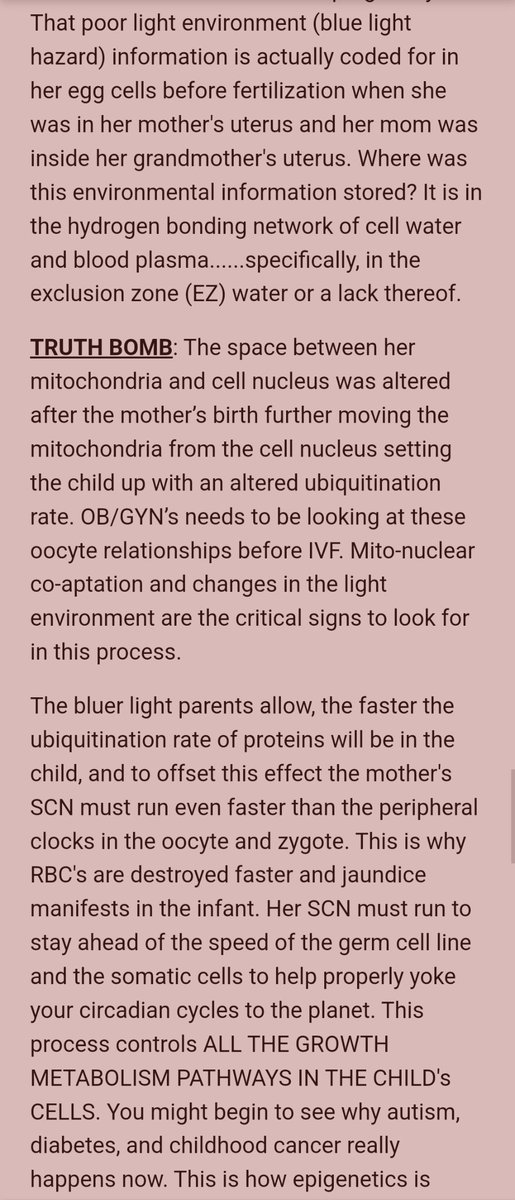 That poor light environment (blue light
hazard) information is actually coded for in
her egg cells before fertilization when she
was in her mother's uterus and her mom was
inside her grandmother's uterus. Where was
this environmental information stored? It is in
the hydrogen bonding network of cell water
and blood plasma......specifically, in the
exclusion zone (EZ) water or a lack thereof.
TRUTH BOMB: The space between her
mitochondria and cell nucleus was altered
after the mother’s birth further moving the
mitochondria from the cell nucleus setting
the child up with an altered ubiquitination
rate. OB/GYN’s needs to be looking at these
oocyte relationships before IVF. Mito-nuclear
co-aptation and changes in the light
environment are the critical signs to look for
in this process.
The bluer light parents allow, the faster the
ubiquitination rate of proteins will be in the
child, and to offset this effect the mother's
SCN must run even faster than the peripheral
clocks in the oocyte and zygote. This is why
RBC's are destroyed faster and jaundice
manifests in the infant. Her SCN must run to
stay ahead of the speed of the germ cell line
and the somatic cells to help properly yoke
your circadian cycles to the planet. This
process controls ALL THE GROWTH
METABOLISM PATHWAYS IN THE CHILD's
CELLS. You might begin to see why autism,
diabetes, and childhood cancer really
happens now. This is how epigenetics is